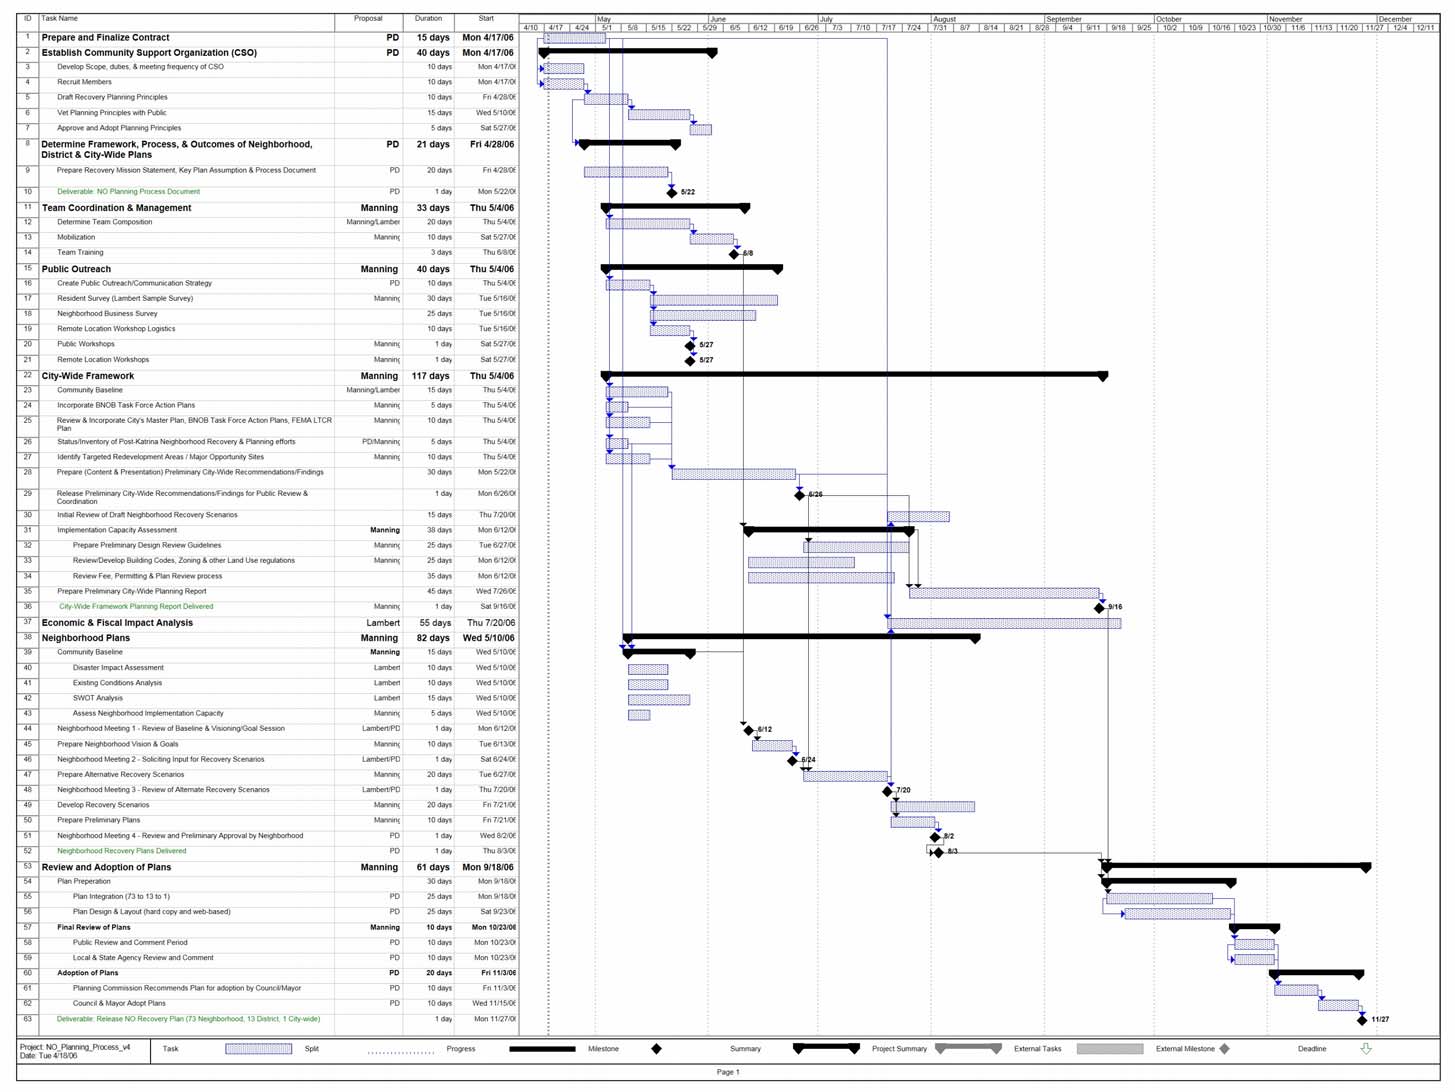 ID Task Name Proposal Duration Start May June July August September October November December
4/10 4/17 4/24 5/1 5/8 5/15 5/22 6/5 6/12 6/19 6/26 7/3 7/10 7/17 7/24 7/31 8/7 8/14 8/21 8/28 9/4 9/11 9/18 9/25 10/2 10/9 10/16 10/23 10/30 11/6 11/13 11/20 11/27 12/4 12/11
1 Prepare and Finalize Contract PD 15 days Mon 4/17/06
2 Establish Community Support Organization (CSO) PD 40 days Mon 4/17/06
3 Develop Scope, duties, & meeting frequency of CSO 10 days Mon 4/17/06
4 Recruit Members 10 days Mon 4/17/06
5 Draft Recovery Planning Principles 10 days Fri 4/28/06
6 Vet Planning Principles with Public 15 days Wed 5/10/06
7 Approve and Adopt Planning Principles 5 days Sat 5/27/06
8 Determine Framework, Process, & Outcomes of Neighborhood, PD 21 days Fri 4/28/06
District & City-Wide Plans
9 Prepare Recovery Mission Statement, Key Plan Assumption & Process Document PD 20 days Fri 4/28/06
10 Deliverable: NO Planning Process Document PD 1 day Mon 5/22/06 5/22
11 Team Coordination & Management Manning 33 days Thu 5/4/06
12 Determine Team Composition Manning/Lamber 20 days Thu 5/4/06
13 Mobilization Manning 10 days Sat 5/27/06
14 Team Training 3 days Thu 6/8/06 6/8
15 Public Outreach Manning 40 days Thu 5/4/06
16 Create Public Outreach/Communication Strategy PD 10 days Thu 5/4/06
17 Resident Survey (Lambert Sample Survey) Manning 30 days Tue 5/16/06
18 Neighborhood Business Survey 25 days Tue 5/16/06
19 Remote Location Workshop Logistics 10 days Tue 5/16/06
20 Public Workshops Manning 1 day Sat 5/27/06 5/27
21 Remote Location Workshops Manning 1 day Sat 5/27/06 5/27
22 City-Wide Framework Manning 117 days Thu 5/4/06
23 Community Baseline Manning/Lamber 15 days Thu 5/4/06
24 Incorporate BNOB Task Force Action Plans Manning 5 days Thu 5/4/06
25 Review & Incorporate City's Master Plan, BNOB Task Force Action Plans, FEMA LTCR Manning 10 days Thu 5/4/06
Plan
26 Status/Inventory of Post-Katrina Neighborhood Recovery & Planning efforts PD/Manning 5 days Thu 5/4/06
27 Identify Targeted Redevelopment Areas / Major Opportunity Sites Manning 10 days Thu 5/4/06
28 Prepare (Content & Presentation) Preliminary City-Wide Recommendations/Findings 30 days Mon 5/22/06
29 Release Preliminary City-Wide Recommendations/Findings for Public Review & 1 day Mon 6/26/06 6/26
Coordination
30 Initial Review of Draft Neighborhood Recovery Scenarios 15 days Thu 7/20/06
31 Implementation Capacity Assessment Manning 38 days Mon 6/12/06
32 Prepare Preliminary Design Review Guidelines Manning 25 days Tue 6/27/06
33 Review/Develop Building Codes, Zoning & other Land Use regulations Manning 25 days Mon 6/12/06
34 Review Fee, Permitting & Plan Review process 35 days Mon 6/12/06
35 Prepare Preliminary City-Wide Planning Report 45 days Wed 7/26/06
36 City-Wide Framework Planning Report Delivered Manning 1 day Sat 9/16/06 9/16
37 Economic & Fiscal Impact Analysis Lambert 55 days Thu 7/20/06
38 Neighborhood Plans Manning 82 days Wed 5/10/06
39 Community Baseline Manning 15 days Wed 5/10/06
40 Disaster Impact Assessment Lambert 10 days Wed 5/10/06
41 Existing Conditions Analysis Lambert 10 days Wed 5/10/06
42 SWOT Analysis Lambert 15 days Wed 5/10/06
43 Assess Neighborhood Implementation Capacity Manning 5 days Wed 5/10/06
44 Neighborhood Meeting 1 - Review of Baseline & Visioning/Goal Session Lambert/PD 1 day Mon 6/12/06 6/12
45 Prepare Neighborhood Vision & Goals Manning 10 days Tue 6/13/06
46 Neighborhood Meeting 2 - Soliciting Input for Recovery Scenarios Lambert/PD 1 day Sat 6/24/06 6/24
47 Prepare Alternative Recovery Scenarios Manning 20 days Tue 6/27/06
48 Neighborhood Meeting 3 - Review of Alternate Recovery Scenarios Lambert/PD 1 day Thu 7/20/06 7/20
49 Develop Recovery Scenarios Manning 20 days Fri 7/21/06
50 Prepare Preliminary Plans Manning 10 days Fri 7/21/06
51 Neighborhood Meeting 4 - Review and Preliminary Approval by Neighborhood PD 1 day Wed 8/2/06 8/2
52 Neighborhood Recovery Plans Delivered PD 1 day Thu 8/3/06 8/3
53 Review and Adoption of Plans Manning 61 days Mon 9/18/06
54 Plan Preperation 30 days Mon 9/18/06
55 Plan Integration (73 to 13 to 1) PD 25 days Mon 9/18/06
56 Plan Design & Layout (hard copy and web-based) PD 25 days Sat 9/23/06
57 Final Review of Plans Manning 10 days Mon 10/23/06
58 Public Review and Comment Period PD 10 days Mon 10/23/06
59 Local & State Agency Review and Comment PD 10 days Mon 10/23/06
60 Adoption of Plans PD 20 days Fri 11/3/06
61 Planning Commission Recommends Plan for adoption by Council/Mayor PD 10 days Fri 11/3/06
62 Council & Mayor Adopt Plans PD 10 days Wed 11/15/06
63 Deliverable: Release NO Recovery Plan (73 Neighborhood, 13 District, 1 City-wide) 1 day Mon 11/27/06 11/27
Project: NO_Planning_Process_v4
Date: Tue 4/18/06
Task Split Progress Milestone Summary Project Summary External Tasks External Milestone Deadline
Page 1